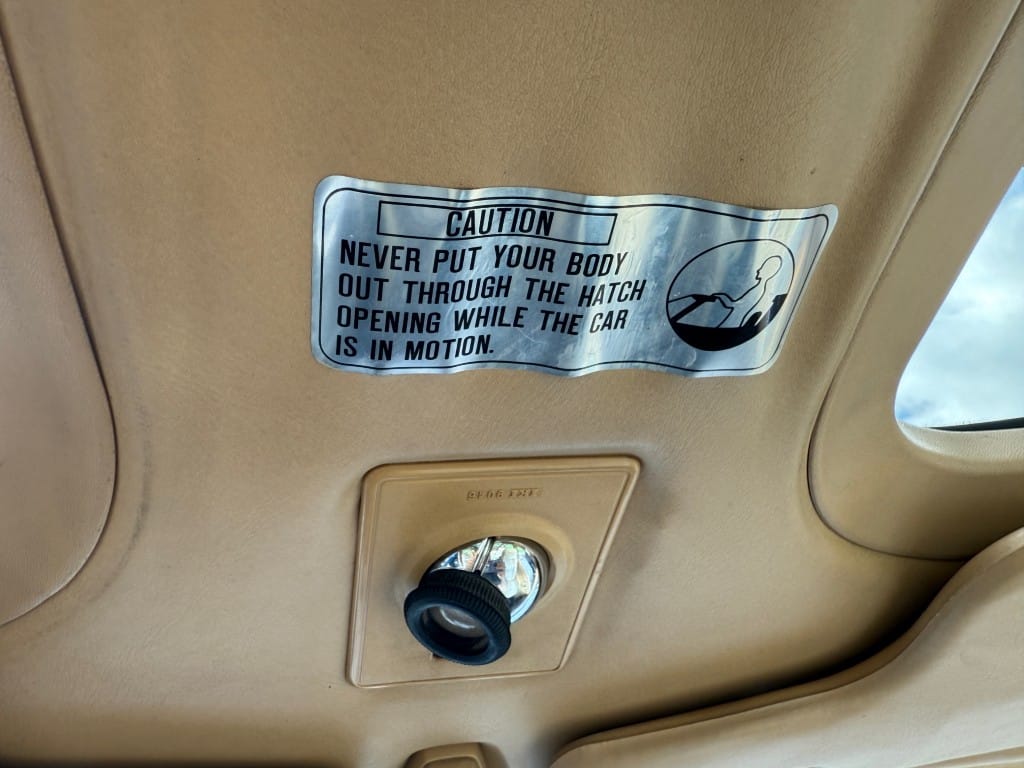 CAUTION
NEVER PUT YOUR BODY
OUT THROUGH THE HATCH
OPENING WHILE THE CAR
IS IN MOTION.